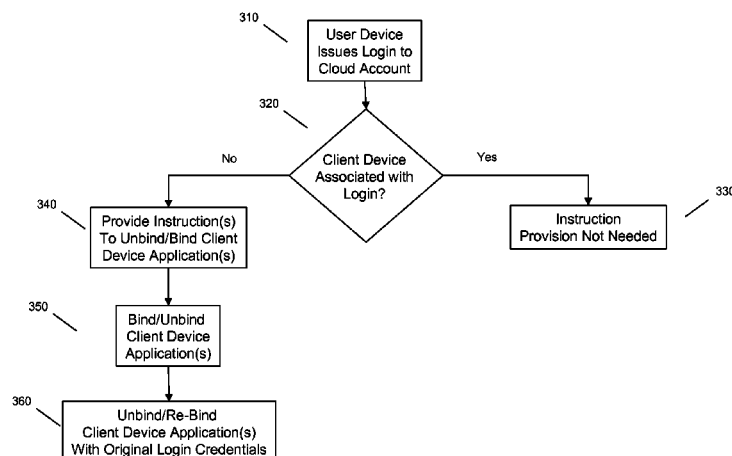 310
User Device
Issues Login to
Cloud Account
320
Client Device
Associated with
Login?
No
Yes
340
Provide Instruction(s)
To Unbind/Bind Client
Device Application(s)
330
Instruction
Provision Not Needed
350
Bind/Unbind
Client Device
Application(s)
360
Unbind/Re-Bind
Client Device Application(s)
With Original Login Credentials